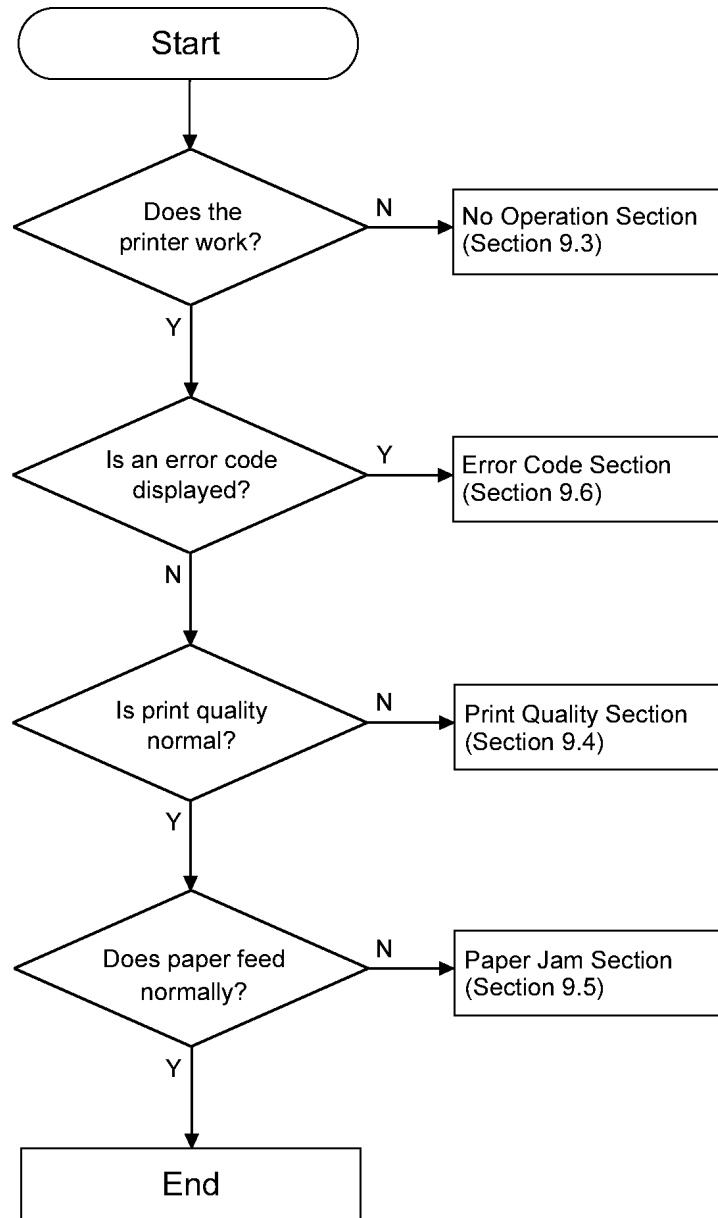 Start
Does the
printer work?
N
No Operation Section
(Section 9.3)
Y
Is an error code
displayed?
Y
Error Code Section
(Section 9.6)
N
Is print quality
normal?
N
Print Quality Section
(Section 9.4)
Y
Does paper feed
normally?
N
Paper Jam Section
(Section 9.5)
Y
End